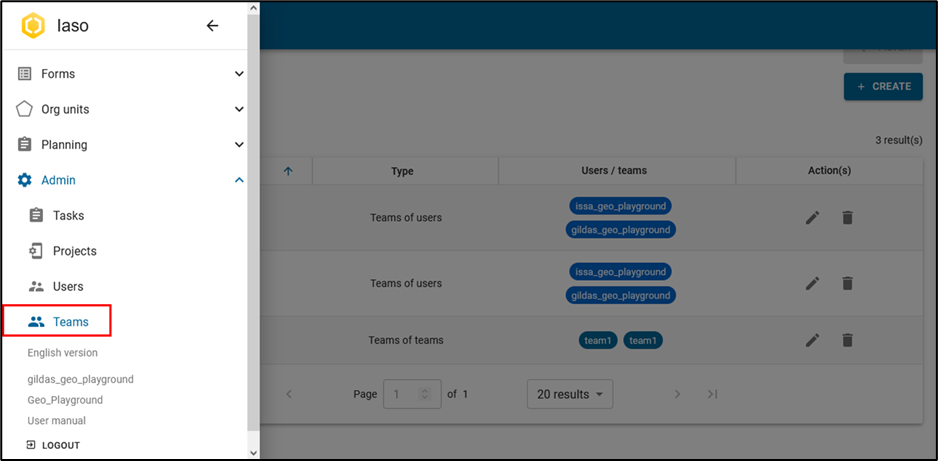 Iaso
Forms
Org units
Planning
Admin
Tasks
Projects
Users
Teams
English version
gildas_geo_playground
Geo_Playground
User manual
LOGOUT
+ CREATE
3 result(s)
Type Users / teams Action(s)
Teams of users issa_geo_playground
gildas_geo_playground
Teams of users issa_geo_playground
gildas_geo_playground
Teams of teams team1 team1
Page 1 of 1 20 results